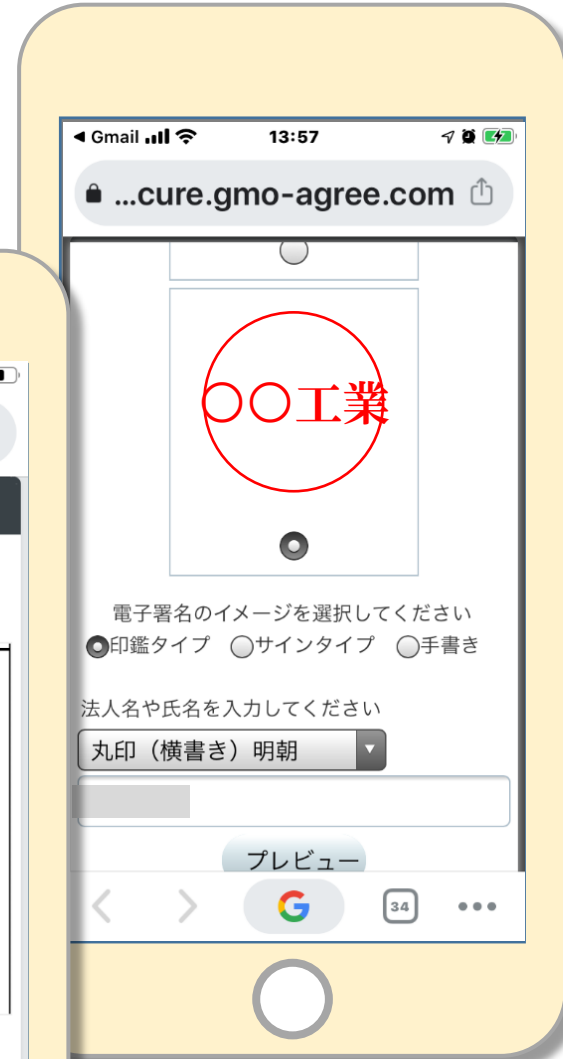 ◀ Gmail 13:57
...cure.gmo-agree.com
〇〇工業
電子署名のイメージを選択してください
印鑑タイプ サインタイプ 手書き
法人名や氏名を入力してください
丸印（横書き）明朝
プレビュー
G 34